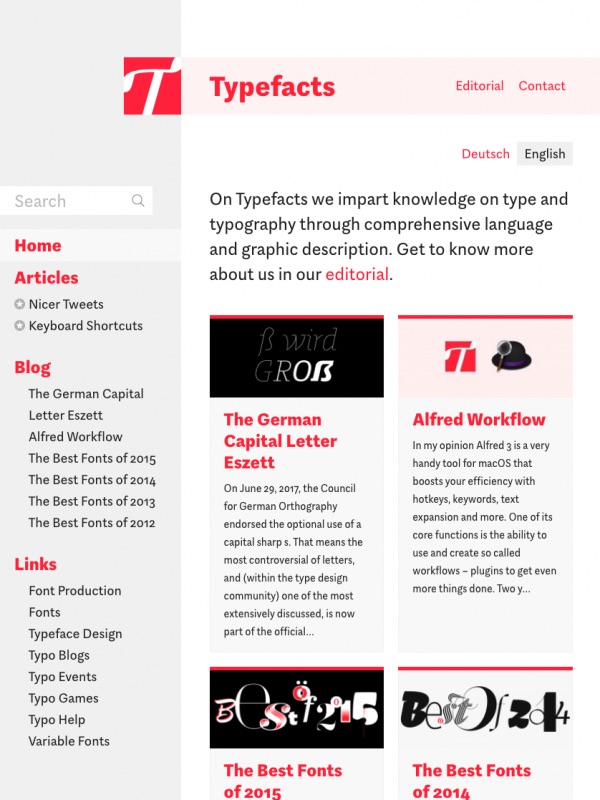 T
Typefacts
Editorial
Contact
Deutsch
English
Search
Home
Articles
Nicer Tweets
Keyboard Shortcuts
Blog
The German Capital
Letter Eszett
Alfred Workflow
The Best Fonts of 2015
The Best Fonts of 2014
The Best Fonts of 2013
The Best Fonts of 2012
Links
Font Production
Fonts
Typeface Design
Typo Blogs
Typo Events
Typo Games
Typo Help
Variable Fonts
On Typefacts we impart knowledge on type and
typography through comprehensive language
and graphic description. Get to know more
about us in our editorial.
ß wird
GROẞ
The German
Capital Letter
Eszett
On June 29, 2017, the Council
for German Orthography
endorsed the optional use of a
capital sharp s. That means the
most controversial of letters,
and (within the type design
community) one of the most
extensively discussed, is now
part of the official…
T
Alfred Workflow
In my opinion Alfred 3 is a very
handy tool for macOS that
boosts your efficiency with
hotkeys, keywords, text
expansion and more. One of its
core functions is the ability to
use and create so called
workflows – plugins to get even
more things done. Two y…
Best öf 2015
The Best Fonts
of 2015
Best Of 2014
The Best Fonts
of 2014